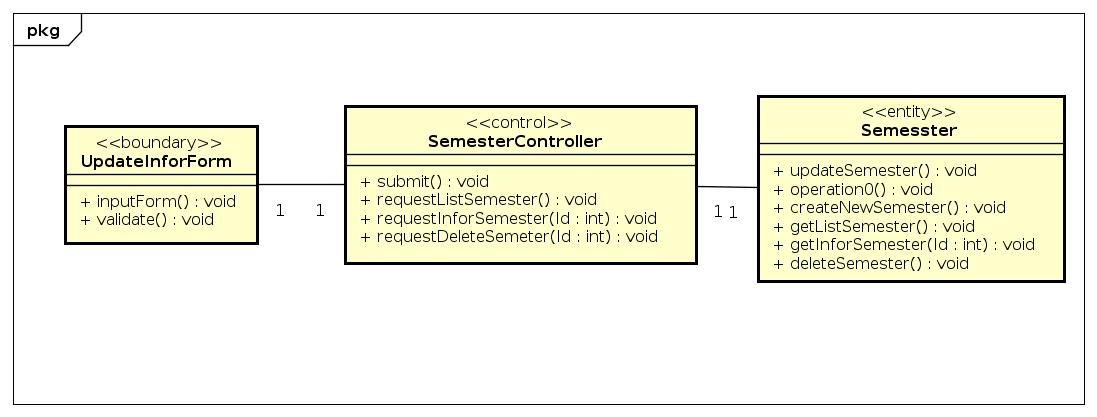 pkg
<<boundary>>
UpdateInforForm
+ inputForm() : void
+ validate() : void
1
1
<<control>>
SemesterController
+ submit() : void
+ requestListSemester() : void
+ requestInforSemester(Id : int) : void
+ requestDeleteSemeter(Id : int) : void
1
1
<<entity>>
Semesster
+ updateSemester() : void
+ operation0() : void
+ createNewSemester() : void
+ getListSemester() : void
+ getInforSemester(Id : int) : void
+ deleteSemester() : void